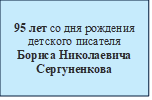 95 лет со дня рождения
детского писателя
Бориса Николаевича
Сергуненкова